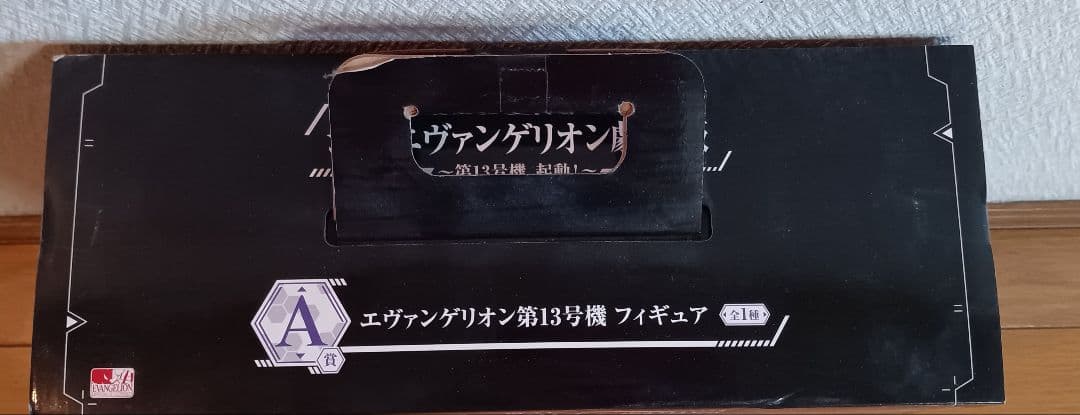 エヴァンゲリオン劇
～第13号機 起動！～
A
賞
エヴァンゲリオン第13号機 フィギュア
全1種
EVANGELION